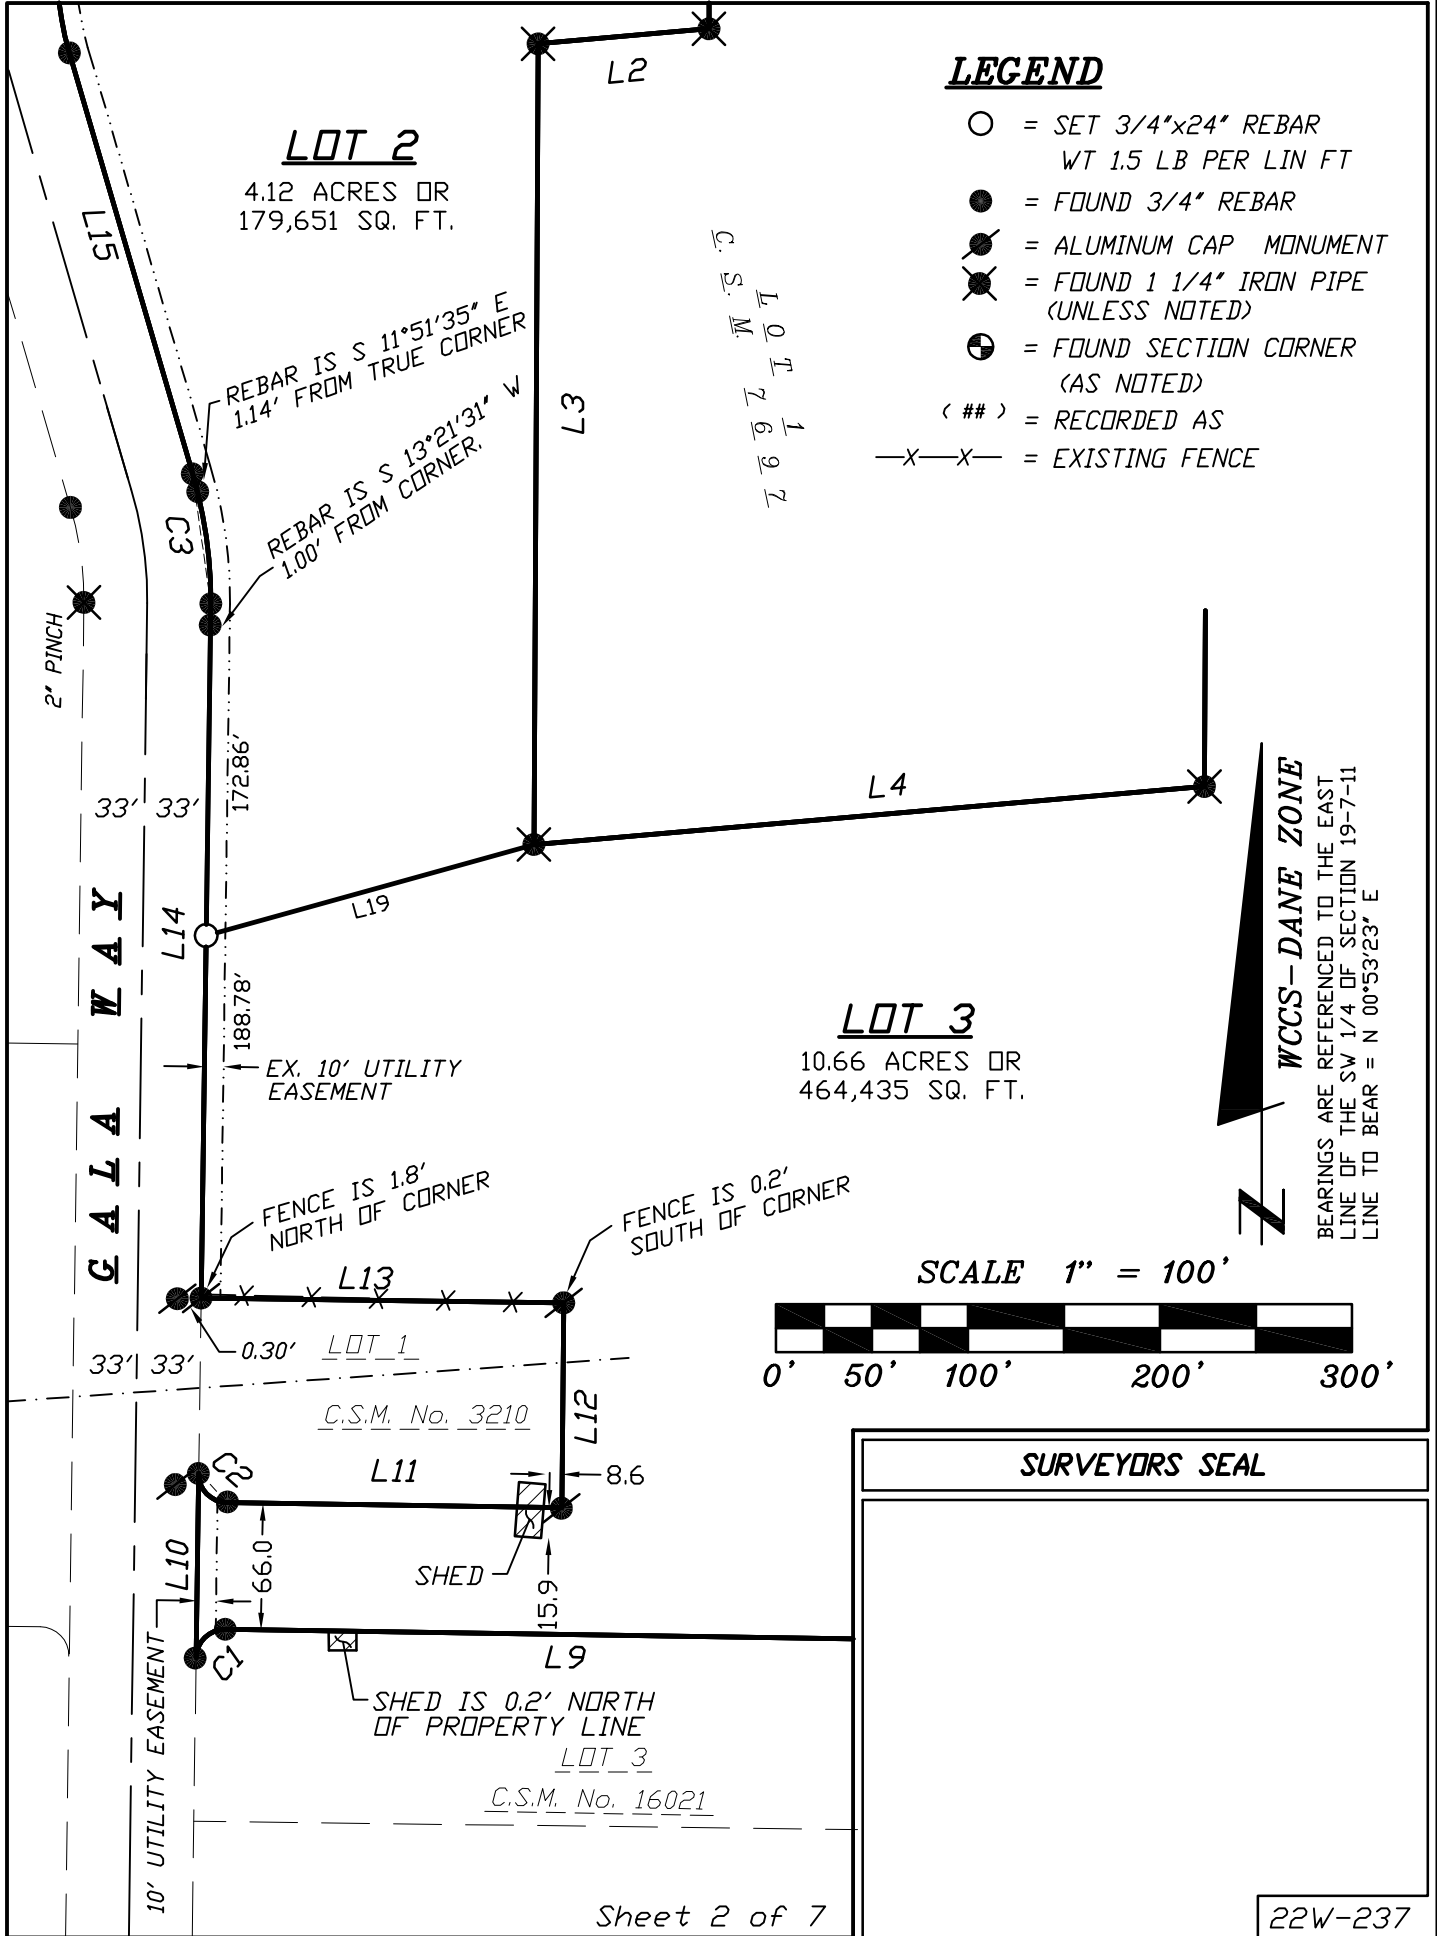 L2
LEGEND
= SET 3/4"x24" REBAR
WT 1.5 LB PER LIN FT
= FOUND 3/4" REBAR
= ALUMINUM CAP MONUMENT
= FOUND 1 1/4" IRON PIPE
(UNLESS NOTED)
= FOUND SECTION CORNER
(AS NOTED)
( ## ) = RECORDED AS
—X——X— = EXISTING FENCE
LOT 2
4.12 ACRES OR
179,651 SQ. FT.
L15
LOT 1
C.S.M. 7697
REBAR IS S 11°51'35" E
1.14' FROM TRUE CORNER
REBAR IS S 13°21'31" W
1.00' FROM CORNER.
L3
C3
2" PINCH
172.86'
33' 33'
L4
L19
L14
GALA WAY
188.78'
EX. 10' UTILITY
EASEMENT
LOT 3
10.66 ACRES OR
464,435 SQ. FT.
WCCS-DANE ZONE
BEARINGS ARE REFERENCED TO THE EAST
LINE OF THE SW 1/4 OF SECTION 19-7-11
LINE TO BEAR = N 00°53'23" E
N
FENCE IS 1.8'
NORTH OF CORNER
FENCE IS 0.2'
SOUTH OF CORNER
L13
SCALE 1" = 100'
0' 50' 100' 200' 300'
0.30'
33' 33'
LOT 1
C.S.M. No. 3210
L12
C2
L11
8.6
L10
66.0
SHED
15.9
C1
L9
SHED IS 0.2' NORTH
OF PROPERTY LINE
10' UTILITY EASEMENT
LOT 3
C.S.M. No. 16021
SURVEYORS SEAL
Sheet 2 of 7
22W-237